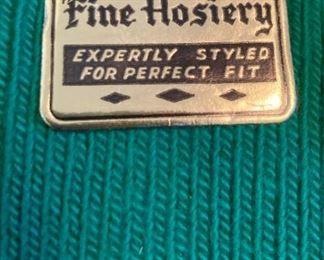 Fine Hosiery
EXPERTLY STYLED
FOR PERFECT FIT